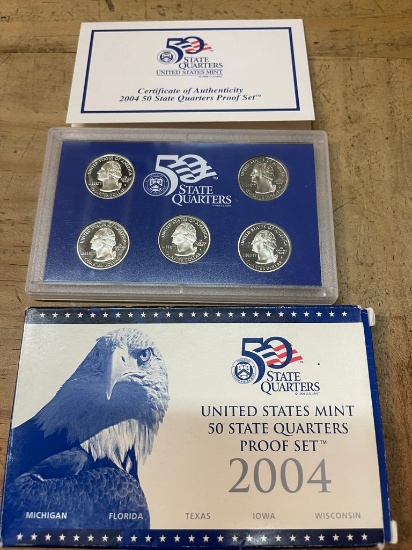 50
STATE
QUARTERS
UNITED STATES MINT
Certificate of Authenticity
2004 50 State Quarters Proof Set™
50
STATE
QUARTERS
50
STATE
QUARTERS
UNITED STATES MINT
50 STATE QUARTERS
PROOF SET™
2004
MICHIGAN FLORIDA TEXAS IOWA WISCONSIN